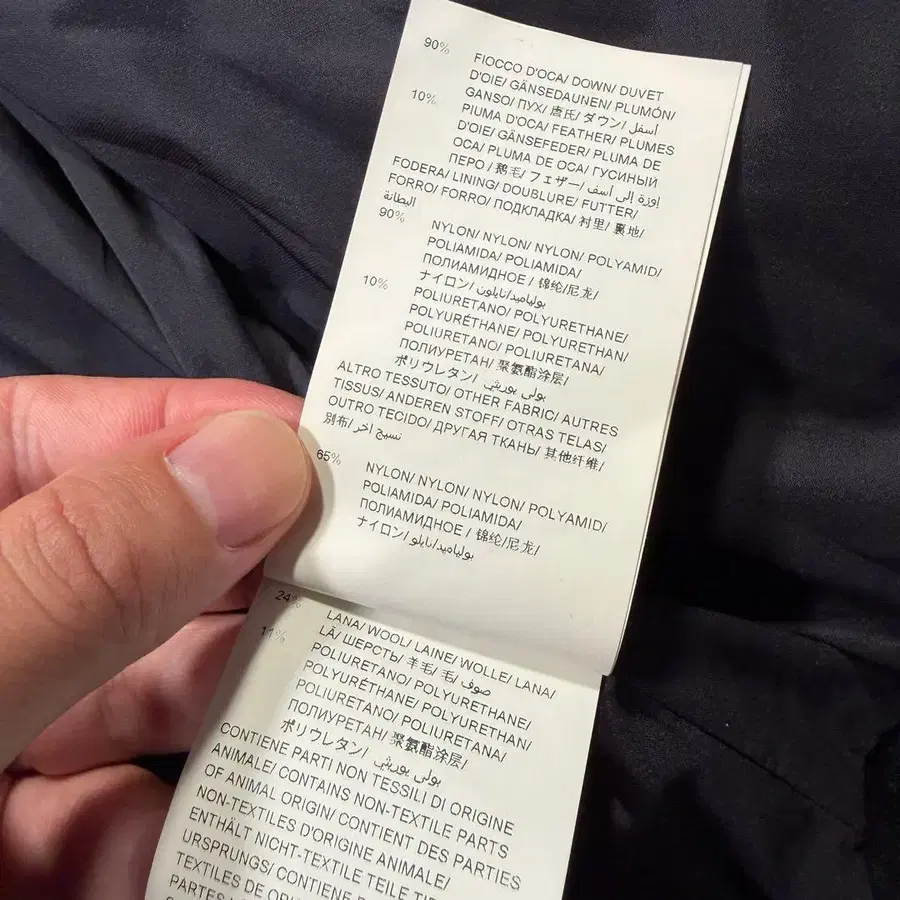 90% FIOCCO D'OCA/ DOWN/ DUVET
D'OIE/ GÄNSEDAUNEN/ PLUMÓN/
GANSO/ ПУХ/ 唐氏/ ダウン/ أسفل
10% PIUMA D'OCA/ FEATHER/ PLUMES
D'OIE/ GÄNSEFEDER/ PLUMA DE
OCA/ PLUMA DE OCA/ ГУСИНЫЙ
ПЕРО / 鹅毛/ フェザー/ إوزة إلى أسف
FODERA/ LINING/ DOUBLURE/ FUTTER/
FORRO/ FORRO/ ПОДКЛАДКА/ 衬里/ 裏地/
البطانة
90% NYLON/ NYLON/ NYLON/ POLYAMID/
POLIAMIDA/ POLIAMIDA/
ПОЛИАМИДНОЕ / 锦纶/尼龙/
ナイロン/ بولياميد/نايلون
10% POLIURETANO/ POLYURETHANE/
POLYURÉTHANE/ POLYURETHAN/
POLIURETANO/ POLIURETANA/
ПОЛИУРЕТАН/ 聚氨酯涂层/
ポリウレタン/
ALTRO TESSUTO/ OTHER FABRIC/ AUTRES
TISSUS/ ANDEREN STOFF/ OTRAS TELAS/
OUTRO TECIDO/ ДРУГАЯ ТКАНЬ/ 其他纤维/
別布/ نسيج آخر
65% NYLON/ NYLON/ NYLON/ POLYAMID/
POLIAMIDA/ POLIAMIDA/
ПОЛИАМИДНОЕ / 锦纶/尼龙/
ナイロン/ بولياميد/نايلو
24% LANA/ WOOL/ LAINE/ WOLLE/ LANA/
LÃ/ ШЕРСТЬ/ 羊毛/ 毛/ صوف
11% POLIURETANO/ POLYURETHANE/
POLYURÉTHANE/ POLYURETHAN/
POLIURETANO/ POLIURETANA/
ПОЛИУРЕТАН/ 聚氨酯涂层/
ポリウレタン/
CONTIENE PARTI NON TESSILI DI ORIGINE
ANIMALE/ CONTAINS NON-TEXTILE PARTS
OF ANIMAL ORIGIN/ CONTIENT DES PARTIES
NON-TEXTILES D'ORIGINE ANIMALE/
ENTHÄLT NICHT-TEXTILE TEILE
URSPRUNGS/ CONTIENE
TEXTILES DE
PARTES